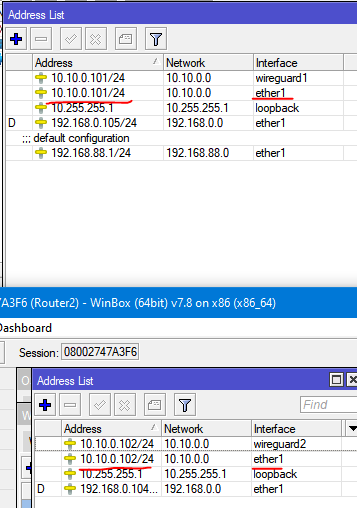 Address List
Address Network Interface
10.10.0.101/24 10.10.0.0 wireguard1
10.10.0.101/24 10.10.0.0 ether1
10.255.255.1 10.255.255.1 loopback
D 192.168.0.105/24 192.168.0.0 ether1
;;; default configuration
192.168.88.1/24 192.168.88.0 ether1
7A3F6 (Router2) - WinBox (64bit) v7.8 on x86 (x86_64)
Dashboard
Session: 08002747A3F6
Address List
Find
Address Network Interface
10.10.0.102/24 10.10.0.0 wireguard2
10.10.0.102/24 10.10.0.0 ether1
10.255.255.1 10.255.255.1 loopback
D 192.168.0.104... 192.168.0.0 ether1